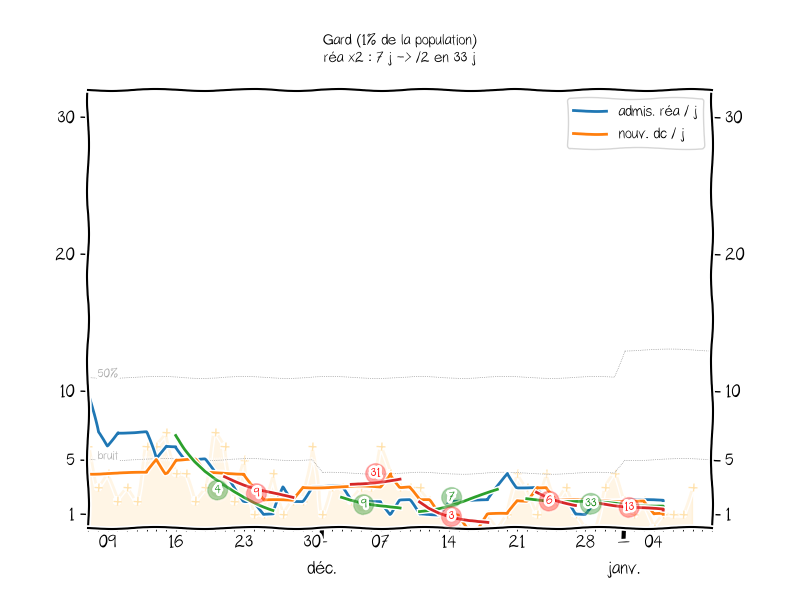 Gard (1% de la population)
réa x2 : 7 j -> /2 en 33 j
admis. réa / j
nouv. dc / j
30 30
20 20
50%
10 10
bruit
5 5
31
4 9 9 7 3 6 33 13
1 1
09 16 23 30 07 14 21 28 04
déc. janv.